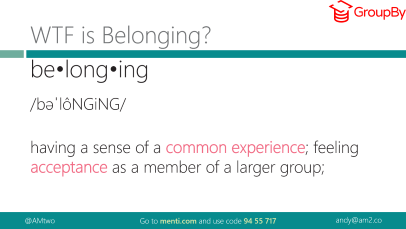 GroupBy
WTF is Belonging?
be•long•ing
/bəˈlôNGiNG/
having a sense of a common experience; feeling
acceptance as a member of a larger group;
@AMtwo
Go to menti.com and use code 94 55 717
andy@am2.co